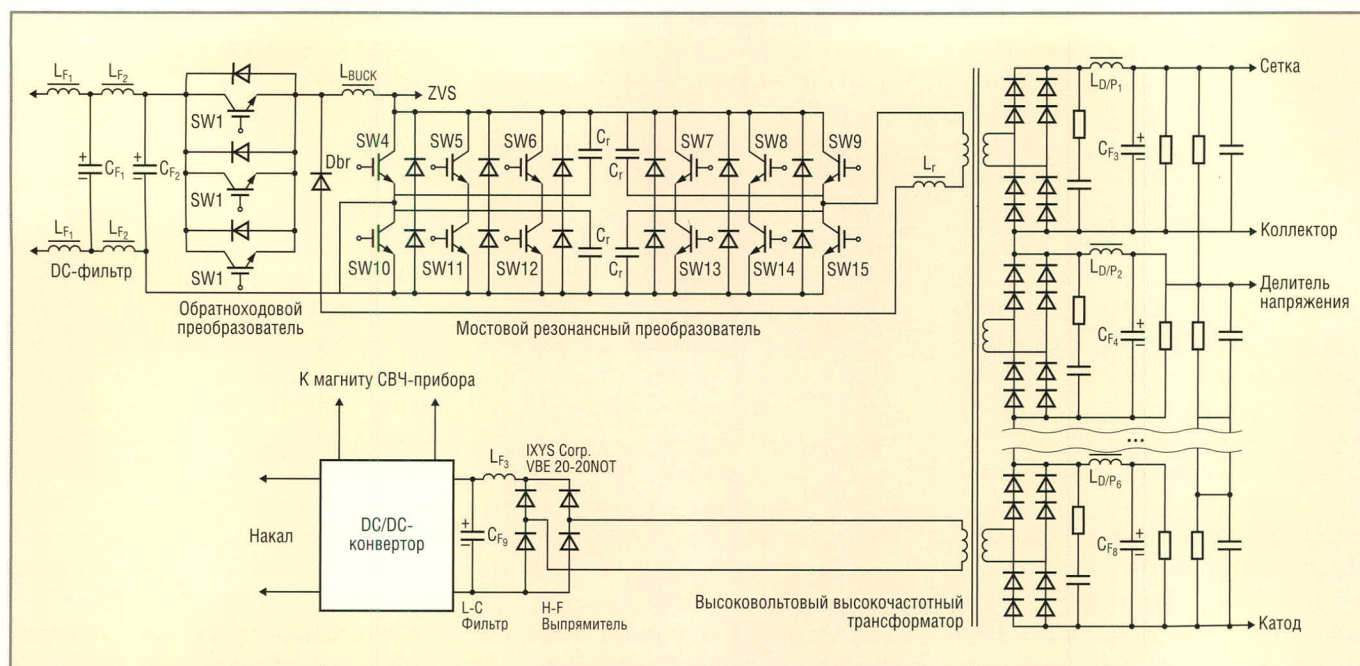 L_F1 L_F2
SW1
C_F1 C_F2
SW1
L_F1 L_F2
DC-фильтр
SW1
Обратноходовой
преобразователь
L_BUCK
ZVS
Dbr
SW4 SW5 SW6 C_r C_r SW7 SW8 SW9
SW10 SW11 SW12 C_r C_r SW13 SW14 SW15
L_r
Мостовой резонансный преобразователь
L_D/P1
C_F3
+
–
Сетка
Коллектор
L_D/P2
C_F4
+
–
Делитель
напряжения
...
L_D/P6
C_F8
+
–
Катод
К магниту СВЧ-прибора
Накал
DC/DC-
конвертор
L_F3
IXYS Corp.
VBE 20-20NOT
+
–
C_F9
L-C
Фильтр
H-F
Выпрямитель
Высоковольтовый высокочастотный
трансформатор